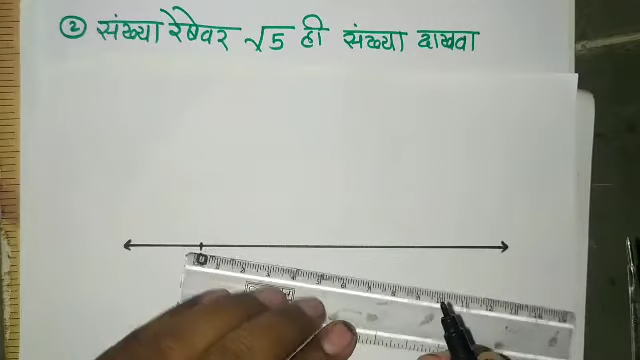 ② संख्या रेषेवर √5 ही संख्या दाखवा